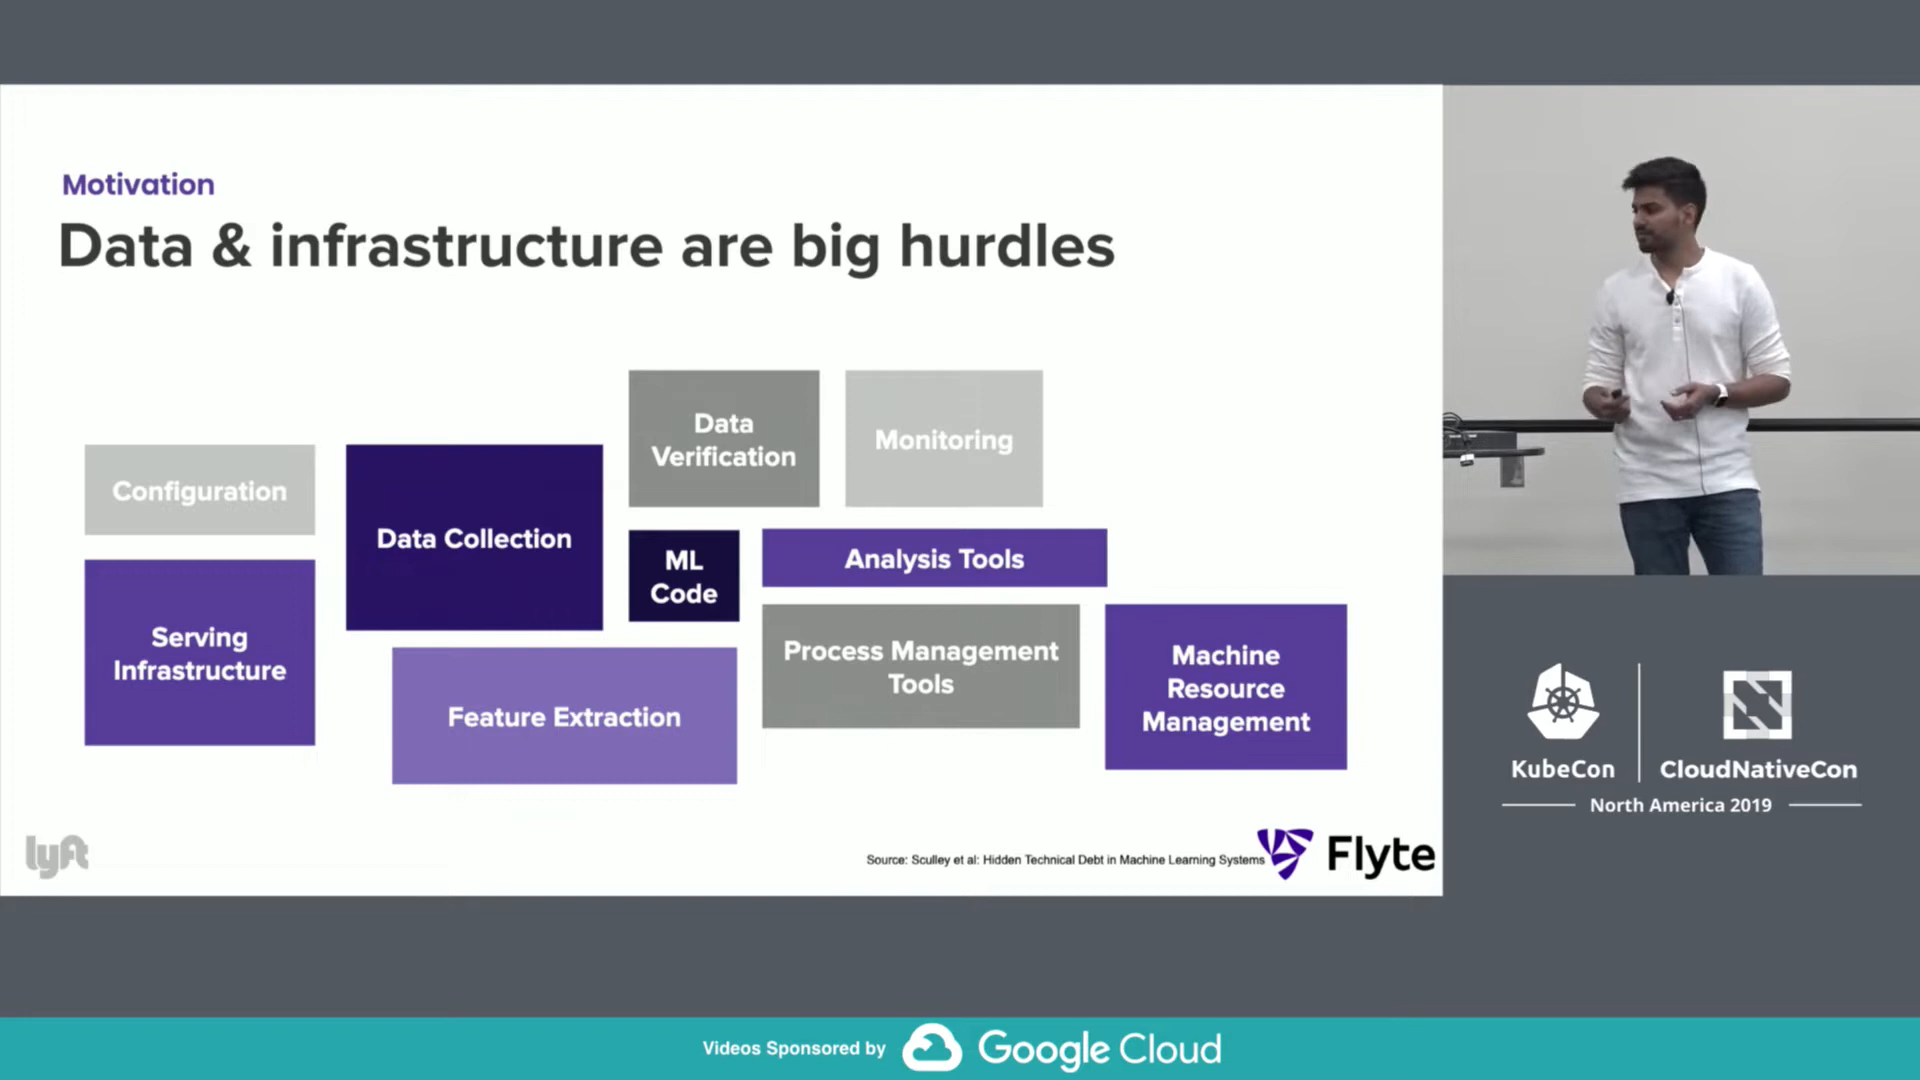 Motivation
Data & infrastructure are big hurdles
Configuration
Data Collection
Data
Verification
Monitoring
ML
Code
Analysis Tools
Serving
Infrastructure
Feature Extraction
Process Management
Tools
Machine
Resource
Management
lyft
Source: Sculley et al: Hidden Technical Debt in Machine Learning Systems
Flyte
KubeCon
CloudNativeCon
North America 2019
Videos Sponsored by
Google Cloud